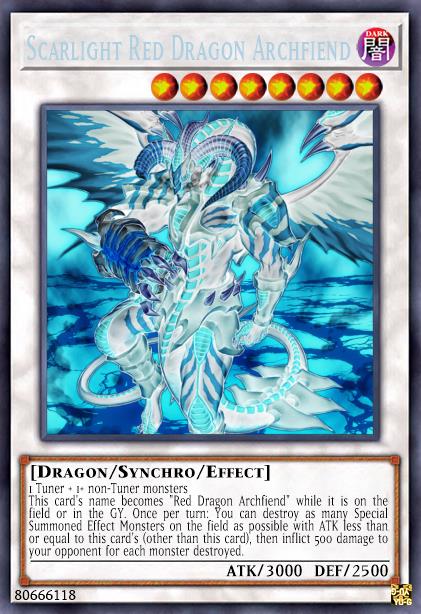 Scarlight Red Dragon Archfiend
DARK
闇
[Dragon/Synchro/Effect]
1 Tuner + 1+ non-Tuner monsters
This card's name becomes "Red Dragon Archfiend" while it is on the
field or in the GY. Once per turn: You can destroy as many Special
Summoned Effect Monsters on the field as possible with ATK less than
or equal to this card's (other than this card), then inflict 500 damage to
your opponent for each monster destroyed.
ATK/3000 DEF/2500
80666118